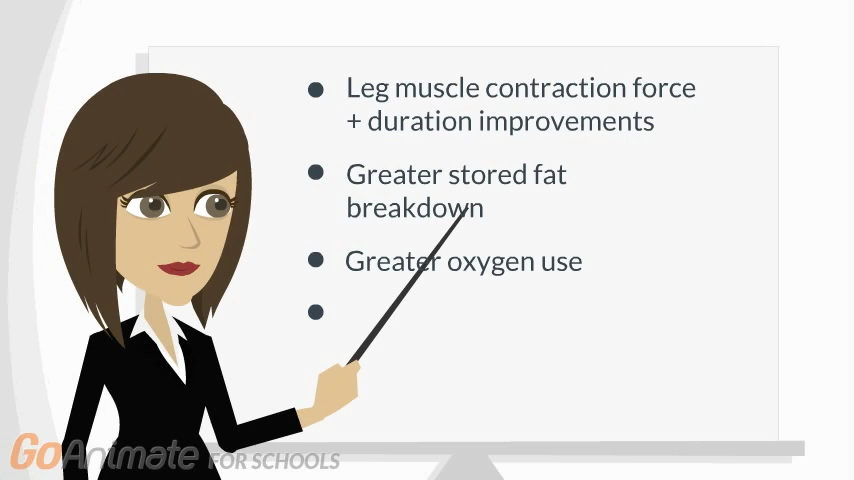 Leg muscle contraction force
+ duration improvements
Greater stored fat
breakdown
Greater oxygen use
GoAnimate FOR SCHOOLS